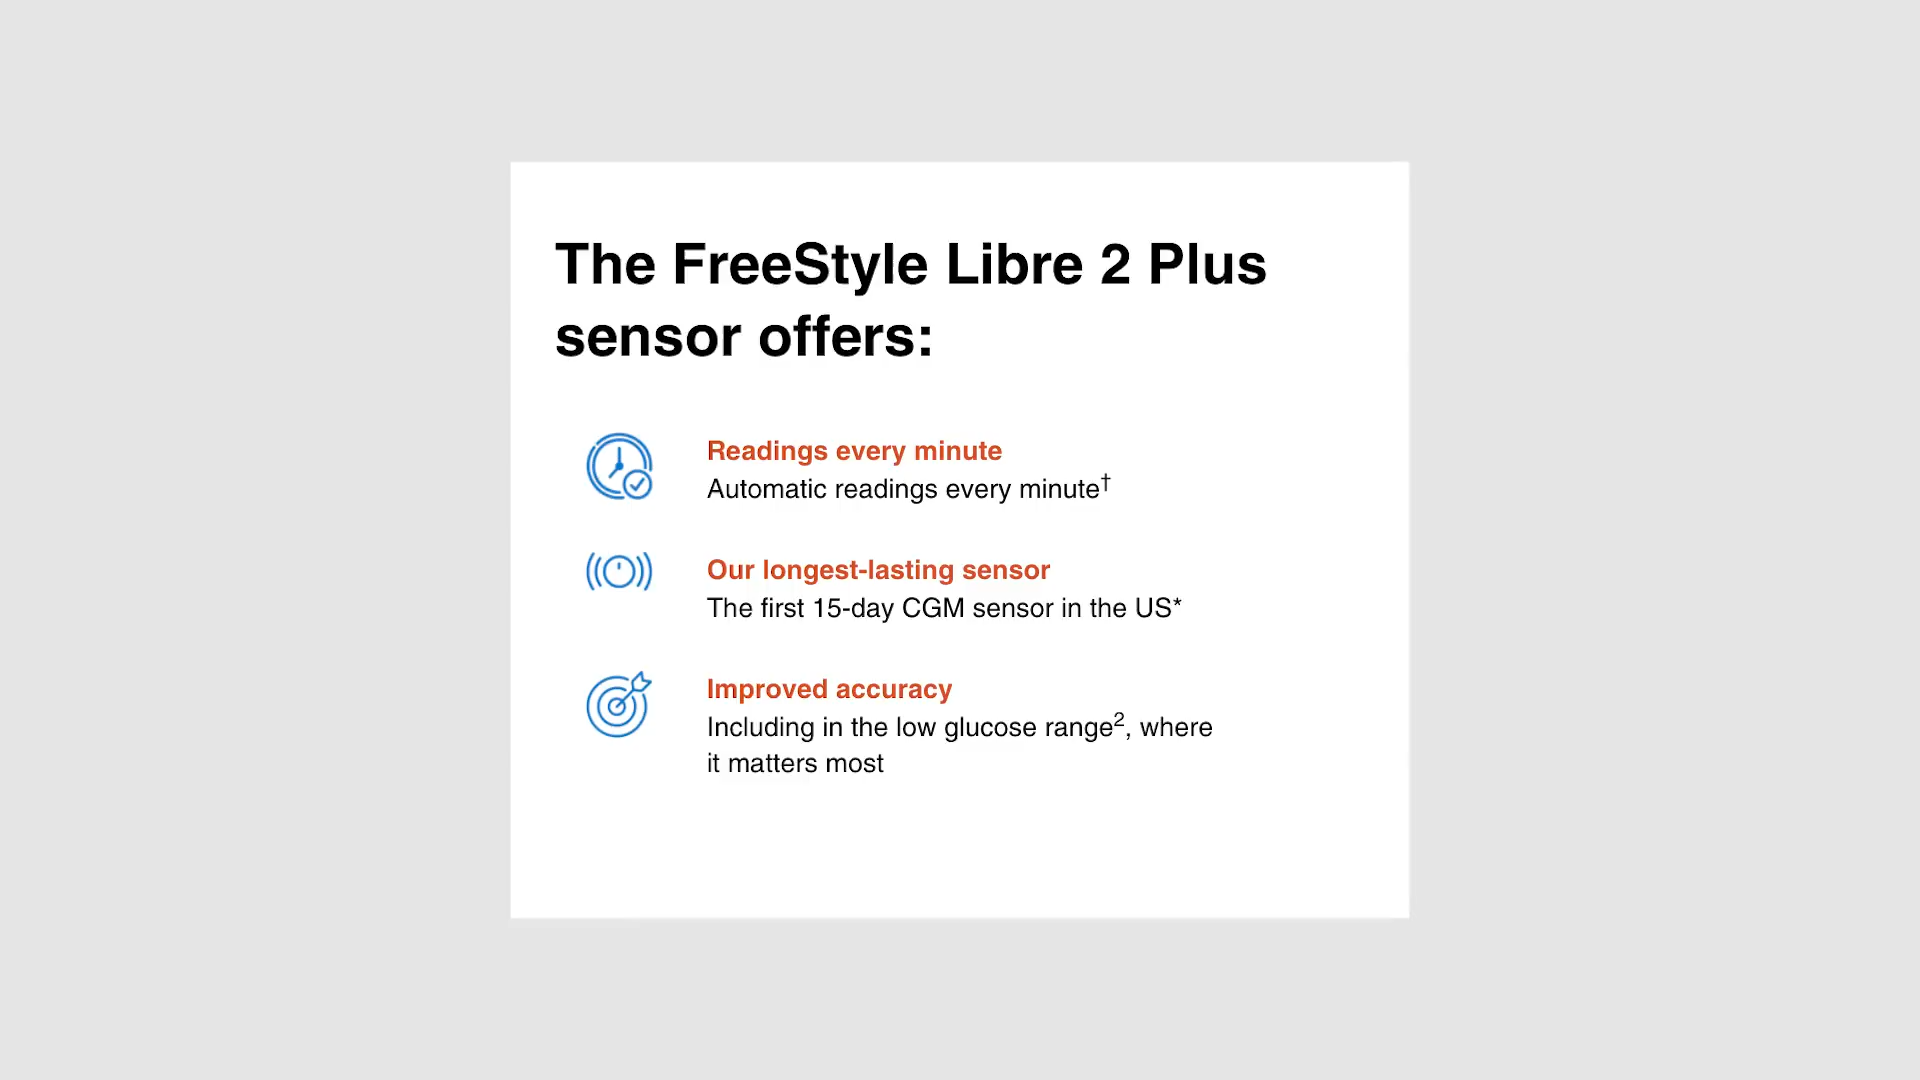 The FreeStyle Libre 2 Plus
sensor offers:
Readings every minute
Automatic readings every minute†
Our longest-lasting sensor
The first 15-day CGM sensor in the US*
Improved accuracy
Including in the low glucose range², where
it matters most